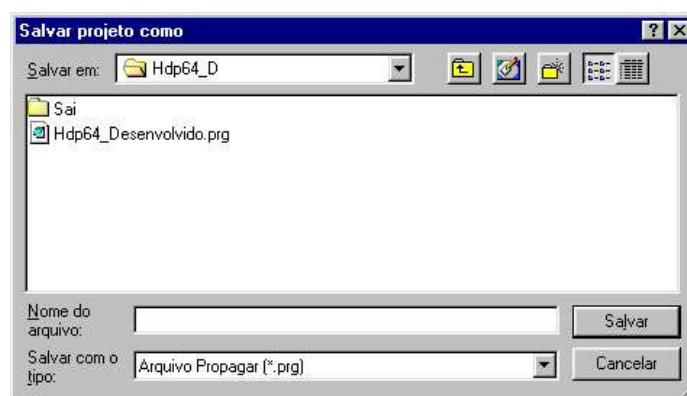 Salvar projeto como
Salvar em: Hdp64_D
Sai
Hdp64_Desenvolvido.prg
Nome do
arquivo:
Salvar
Salvar com o
tipo:
Arquivo Propagar (*.prg)
Cancelar